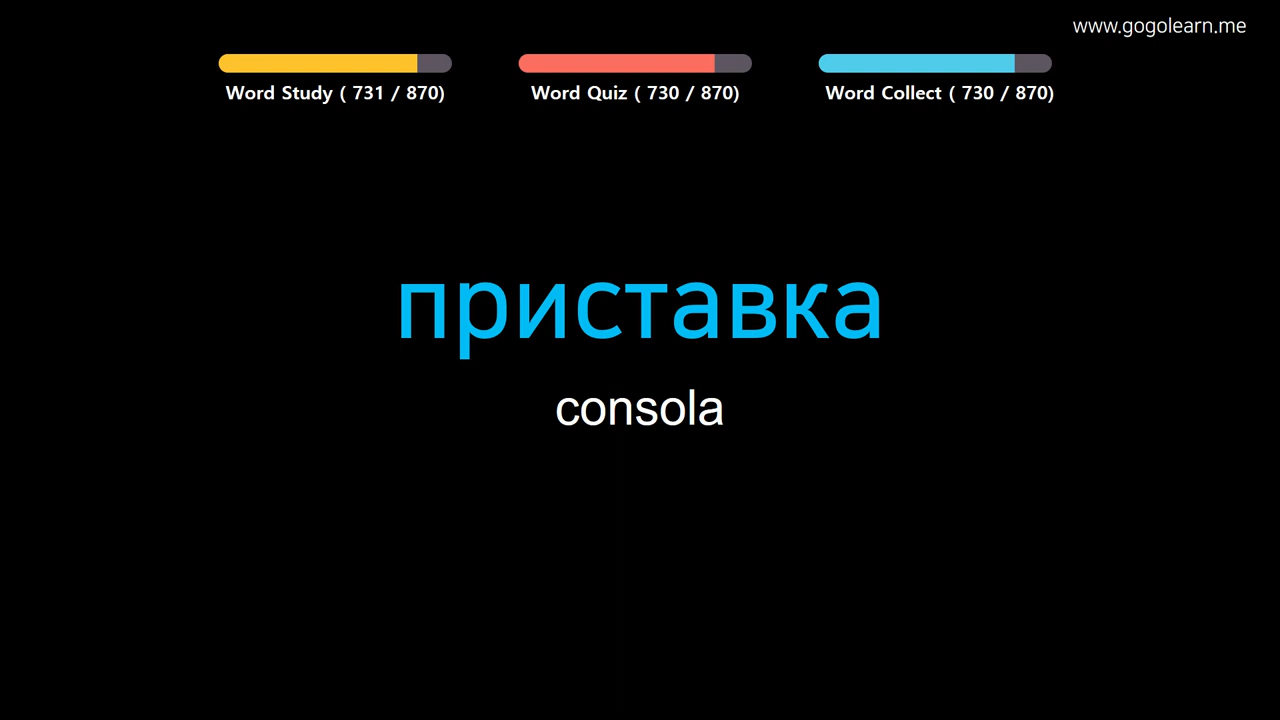 www.gogolearn.me
Word Study ( 731 / 870)
Word Quiz ( 730 / 870)
Word Collect ( 730 / 870)
приставка
consola